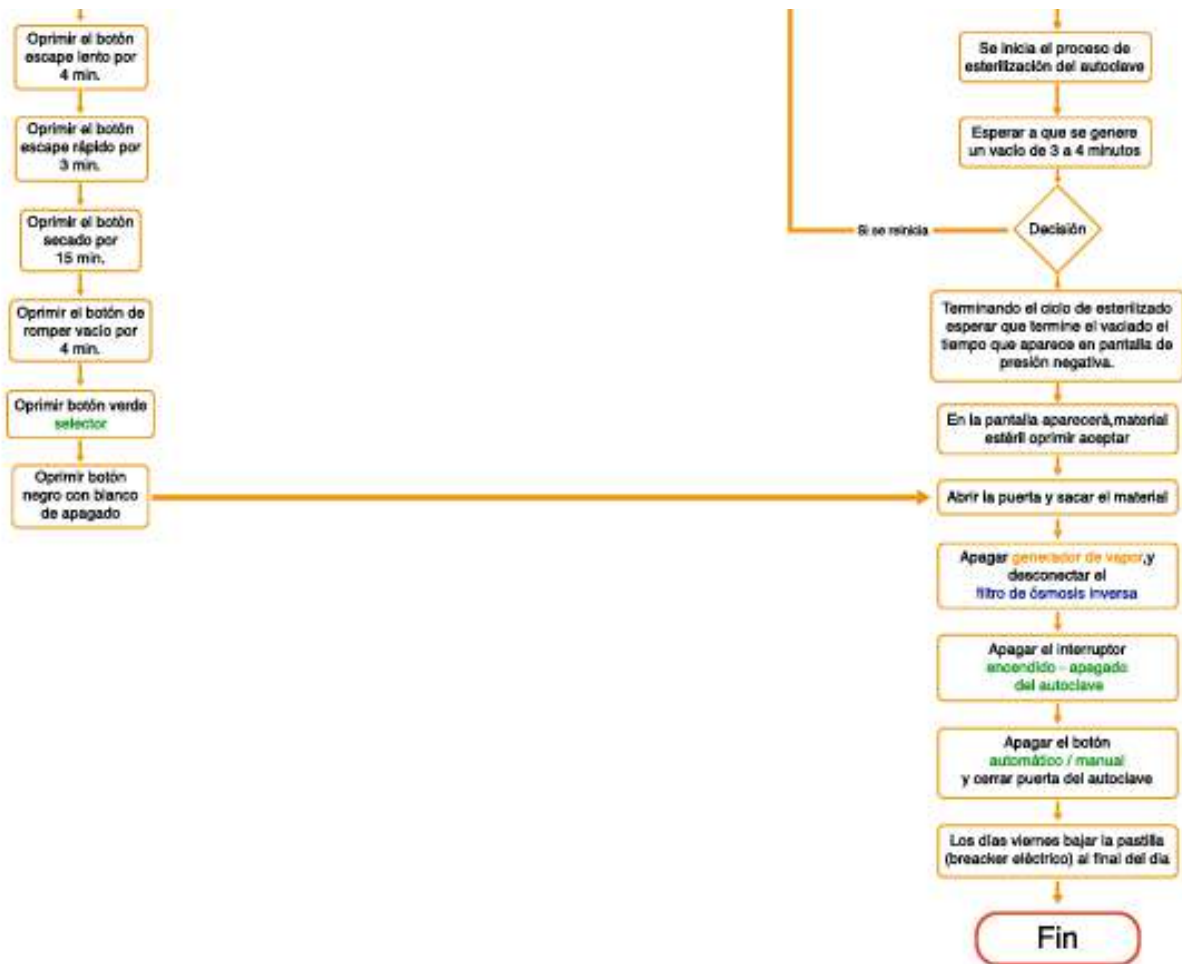 Oprimir el botón
escape lento por
4 min.
Oprimir el botón
escape rápido por
3 min.
Oprimir el botón
secado por
15 min.
Oprimir el botón de
romper vacío por
4 min.
Oprimir botón verde
selector
Oprimir botón
negro con blanco
de apagado
Se inicia el proceso de
esterilización del autoclave
Esperar a que se genere
un vacío de 3 a 4 minutos
Decisión
Si se reinicia
Terminando el ciclo de esterilizado
esperar que termine el vaciado el
tiempo que aparece en pantalla de
presión negativa.
En la pantalla aparecerá,material
estéril oprimir aceptar
Abrir la puerta y sacar el material
Apagar generador de vapor,y
desconectar el
filtro de ósmosis inversa
Apagar el interruptor
encendido - apagado
del autoclave
Apagar el botón
automático / manual
y cerrar puerta del autoclave
Los días viernes bajar la pastilla
(breacker eléctrico) al final del día
Fin